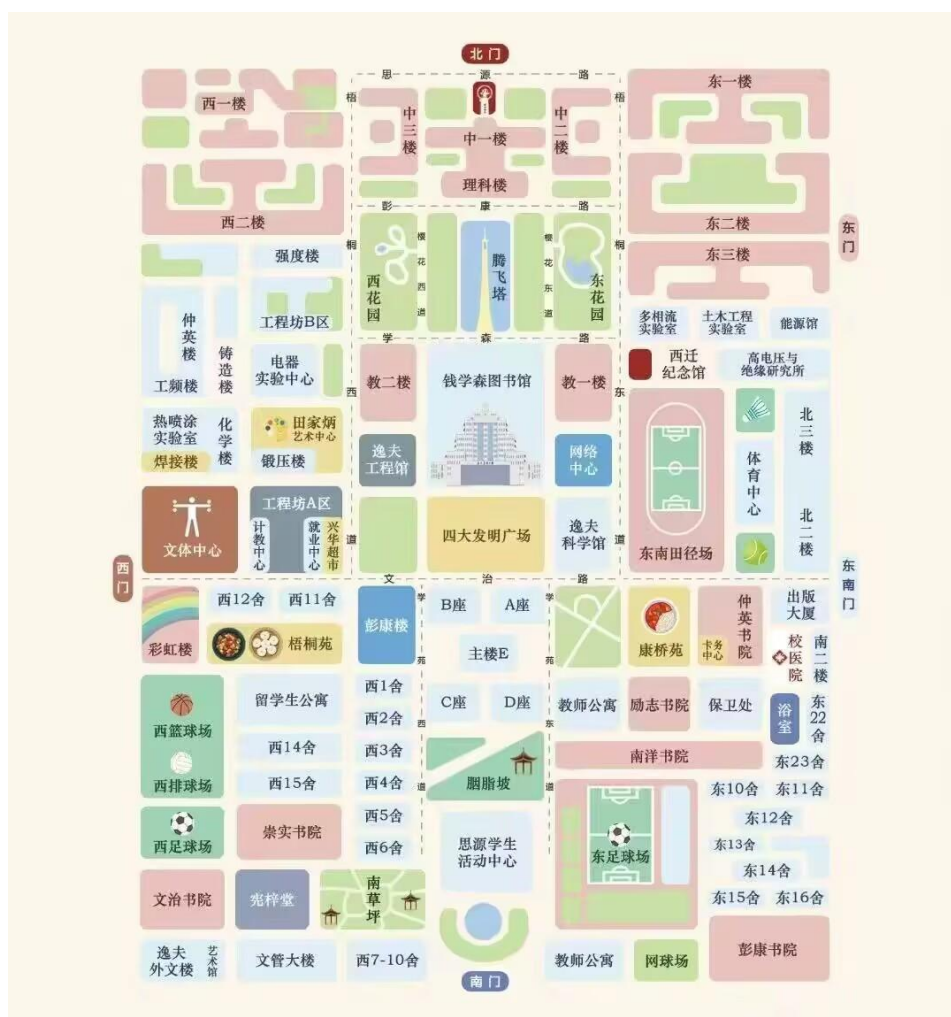 北门
思源路
西一楼
梧
中三楼
中一楼
中二楼
梧
东一楼
理科楼
西二楼
彭康路
东二楼
东门
强度楼
桐
西花园
樱花西道
腾飞塔
樱花东道
东花园
桐
东三楼
仲英楼
工程坊B区
多相流
实验室
土木工程
实验室
能源馆
铸造楼
学森路
工频楼
电器
实验中心
西
教二楼
钱学森图书馆
教一楼
东
西迁
纪念馆
高电压与
绝缘研究所
热喷涂
实验室
化学楼
田家炳
艺术中心
焊接楼
锻压楼
逸夫
工程馆
网络
中心
体育中心
北三楼
文体中心
工程坊A区
计教中心
就业中心
兴华超市
道
四大发明广场
逸夫
科学馆
道
东南田径场
北二楼
西门
文治路
东南门
彩虹楼
西12舍
西11舍
梧桐苑
彭康楼
学苑西道
B座
A座
主楼E
C座
D座
学苑东道
康桥苑
仲英书院
卡务
中心
出版
大厦
校医院
南二楼
西篮球场
留学生公寓
西1舍
西2舍
教师公寓
励志书院
保卫处
浴室
东22舍
西排球场
西14舍
西3舍
南洋书院
东23舍
西15舍
西4舍
胭脂坡
东10舍
东11舍
西足球场
崇实书院
西5舍
西6舍
思源学生
活动中心
东足球场
东12舍
东13舍
东14舍
文治书院
宪梓堂
南草坪
东15舍
东16舍
逸夫
外文楼
艺术馆
文管大楼
西7-10舍
南门
教师公寓
网球场
彭康书院